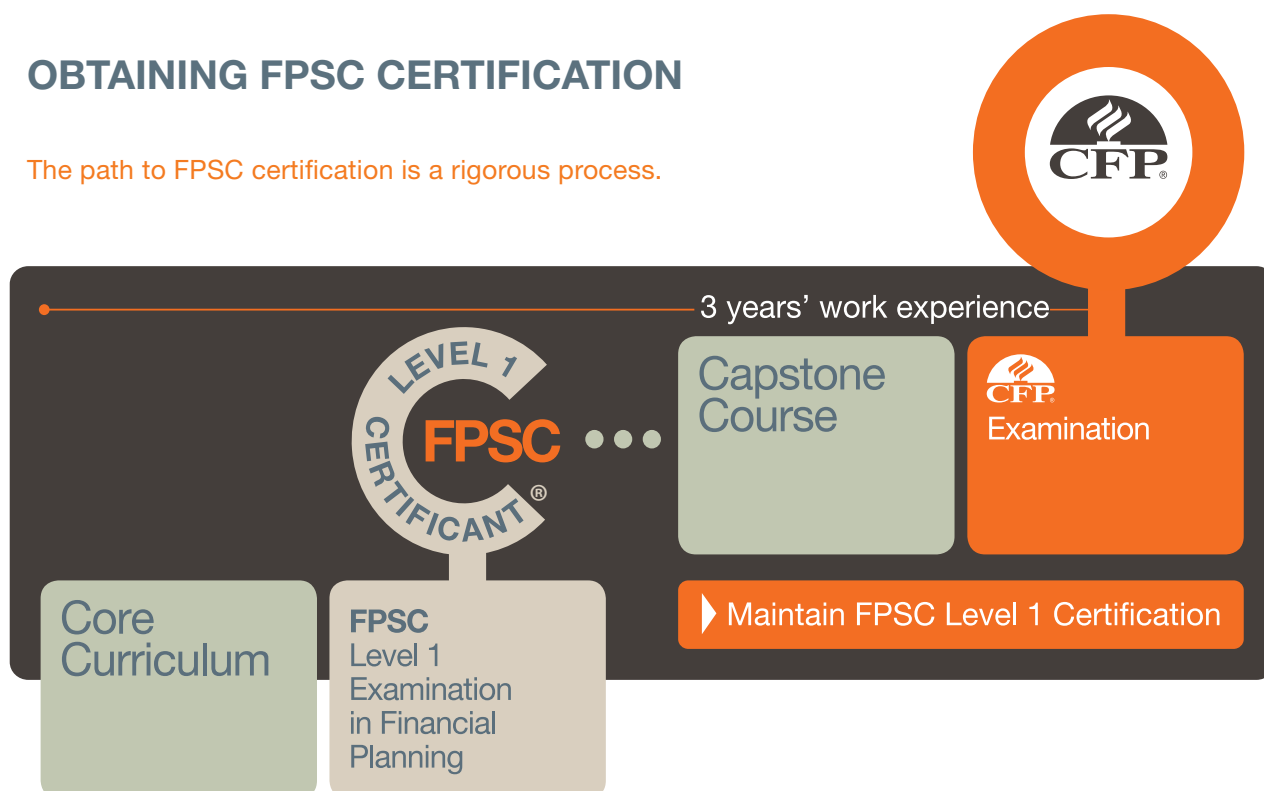 OBTAINING FPSC CERTIFICATION
The path to FPSC certification is a rigorous process.
CFP®
3 years’ work experience
LEVEL 1
CERTIFICANT
FPSC
®
Capstone
Course
CFP®
Examination
Maintain FPSC Level 1 Certification
Core
Curriculum
FPSC
Level 1
Examination
in Financial
Planning